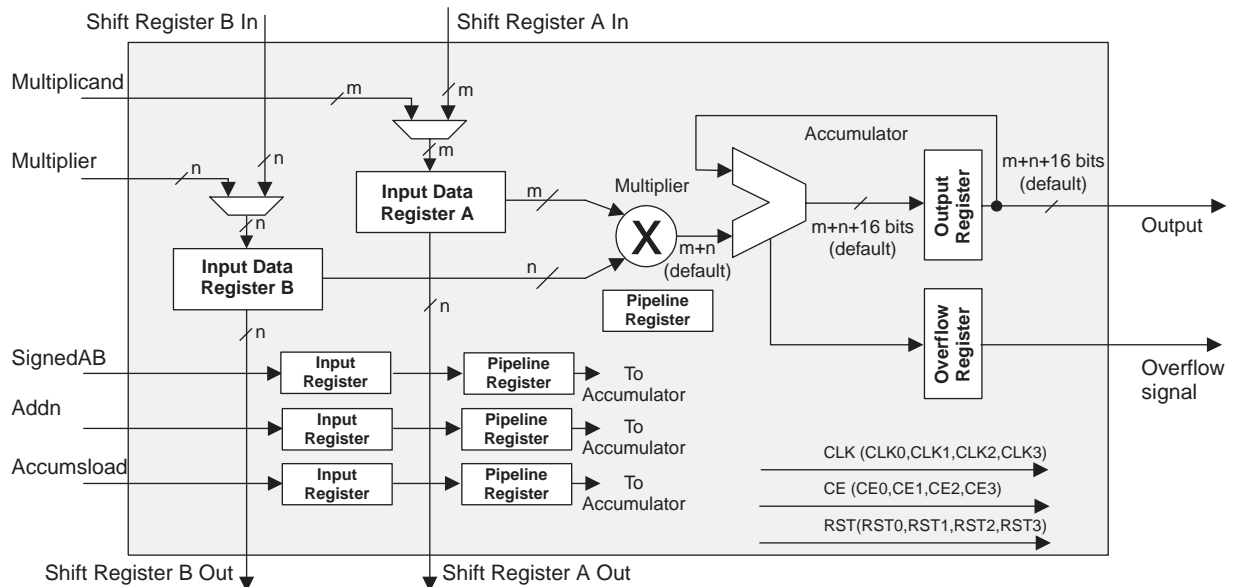 Shift Register B In
Shift Register A In
Multiplicand
m
m
Accumulator
Multiplier
n
n
m
m+n+16 bits
(default)
Input Data
Register A
m
Multiplier
Output
Register
n
X
m+n+16 bits
(default)
Output
m+n
(default)
Input Data
Register B
n
Pipeline
Register
n
n
SignedAB
Input
Register
Pipeline
Register
To
Accumulator
Overflow
Register
Overflow
signal
Addn
Input
Register
Pipeline
Register
To
Accumulator
Accumsload
Input
Register
Pipeline
Register
To
Accumulator
CLK (CLK0,CLK1,CLK2,CLK3)
CE (CE0,CE1,CE2,CE3)
RST(RST0,RST1,RST2,RST3)
Shift Register B Out
Shift Register A Out